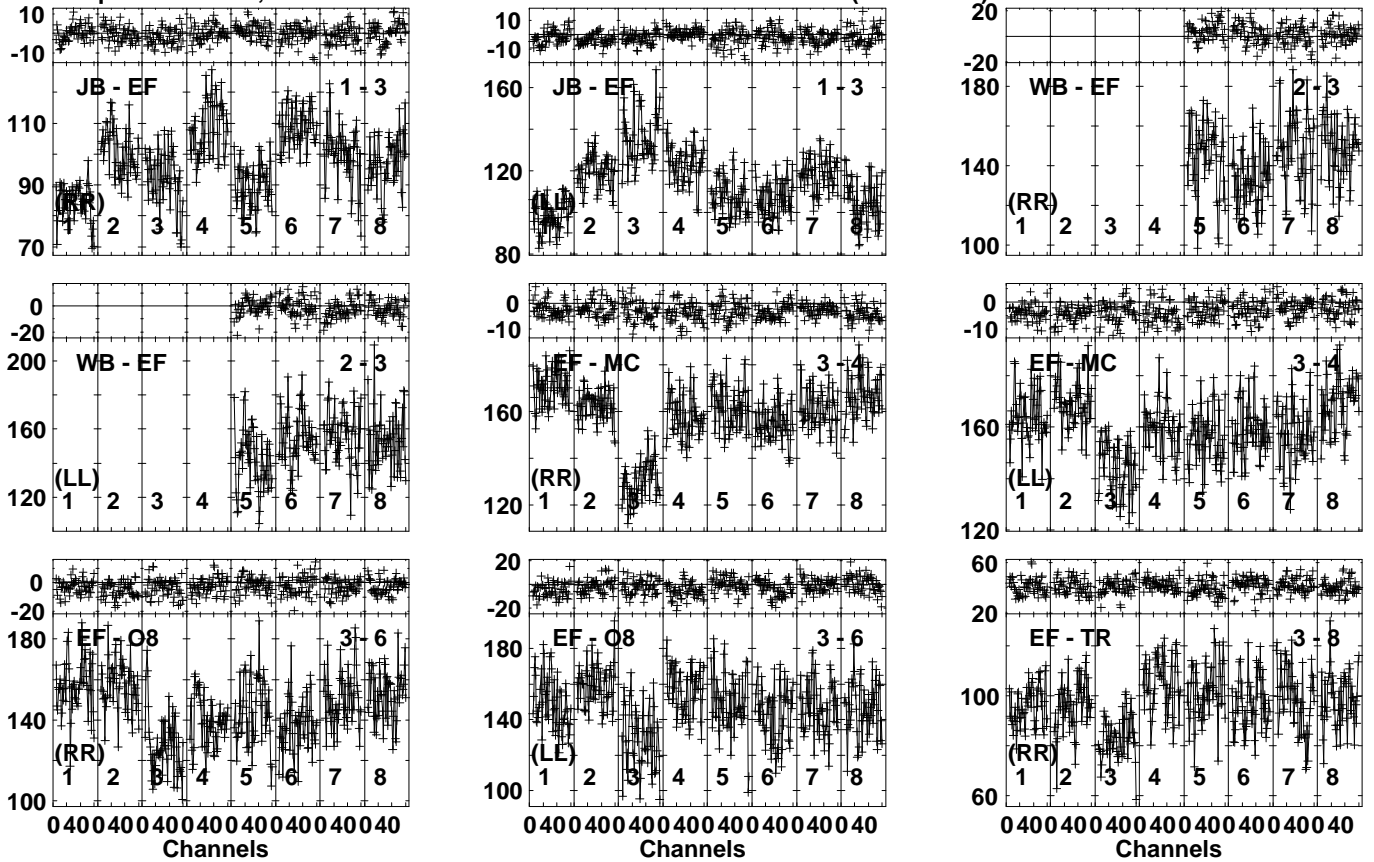 10
-10
JB - EF 1 - 3
110
90
70
(RR)
1 2 3 4 5 6 7 8
10
-10
JB - EF 1 - 3
160
120
80
(LL)
1 2 3 4 5 6 7 8
20
-20
WB - EF 2 - 3
180
140
100
(RR)
1 2 3 4 5 6 7 8
0
-20
WB - EF 2 - 3
200
160
120
(LL)
1 2 3 4 5 6 7 8
0
-10
EF - MC 3 - 4
160
120
(RR)
1 2 3 4 5 6 7 8
0
-10
EF - MC 3 - 4
160
120
(LL)
1 2 3 4 5 6 7 8
0
-20
EF - O8 3 - 6
180
140
100
(RR)
1 2 3 4 5 6 7 8
20
-20
EF - O8 3 - 6
180
140
100
(LL)
1 2 3 4 5 6 7 8
60
20
EF - TR 3 - 8
100
60
(RR)
1 2 3 4 5 6 7 8
0 40 0 40 0 40 0 40 0 40 0 40 0 40 0 40
Channels
0 40 0 40 0 40 0 40 0 40 0 40 0 40 0 40
Channels
0 40 0 40 0 40 0 40 0 40 0 40 0 40 0 40
Channels